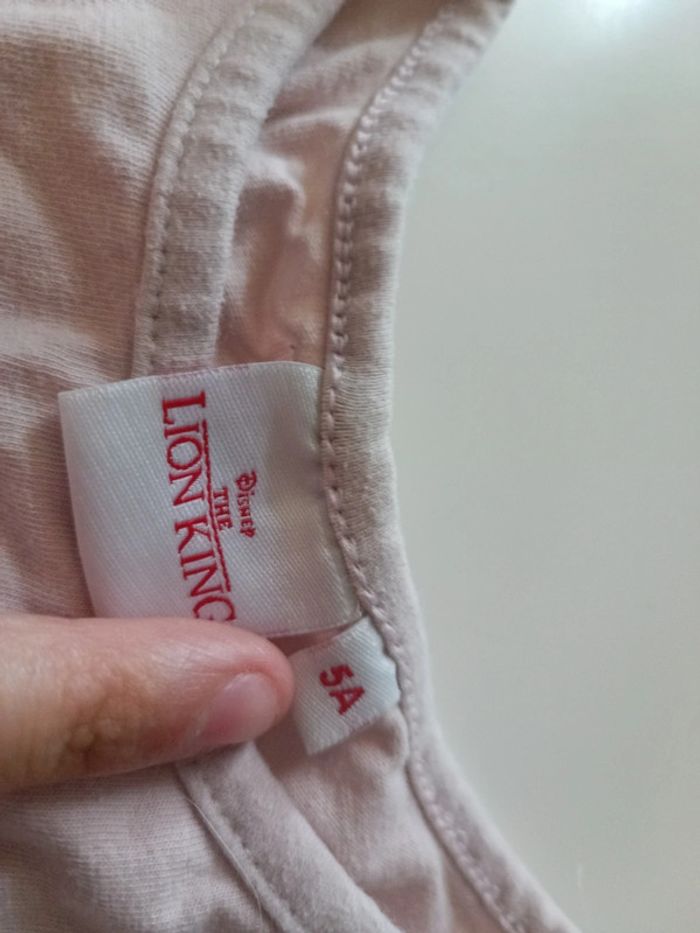 Disney
THE
LION KING
5A